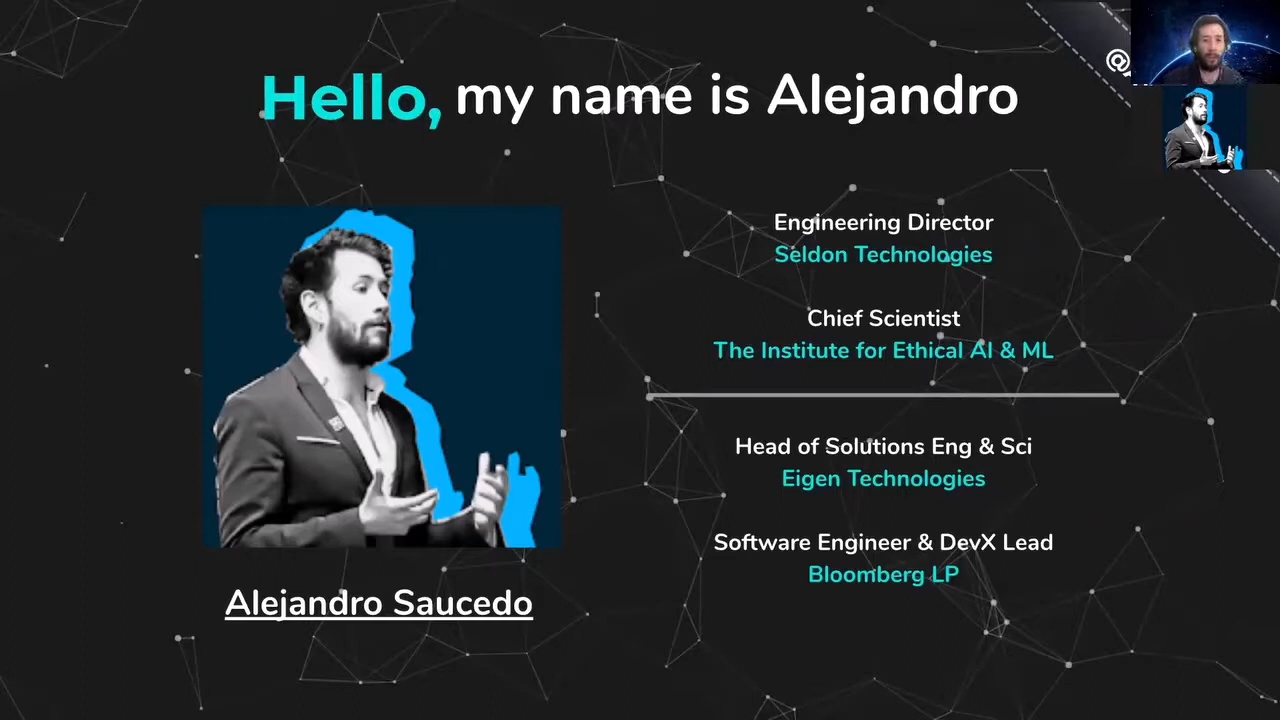 Hello, my name is Alejandro
@
Engineering Director
Seldon Technologies
Chief Scientist
The Institute for Ethical AI & ML
Head of Solutions Eng & Sci
Eigen Technologies
Software Engineer & DevX Lead
Bloomberg LP
Alejandro Saucedo